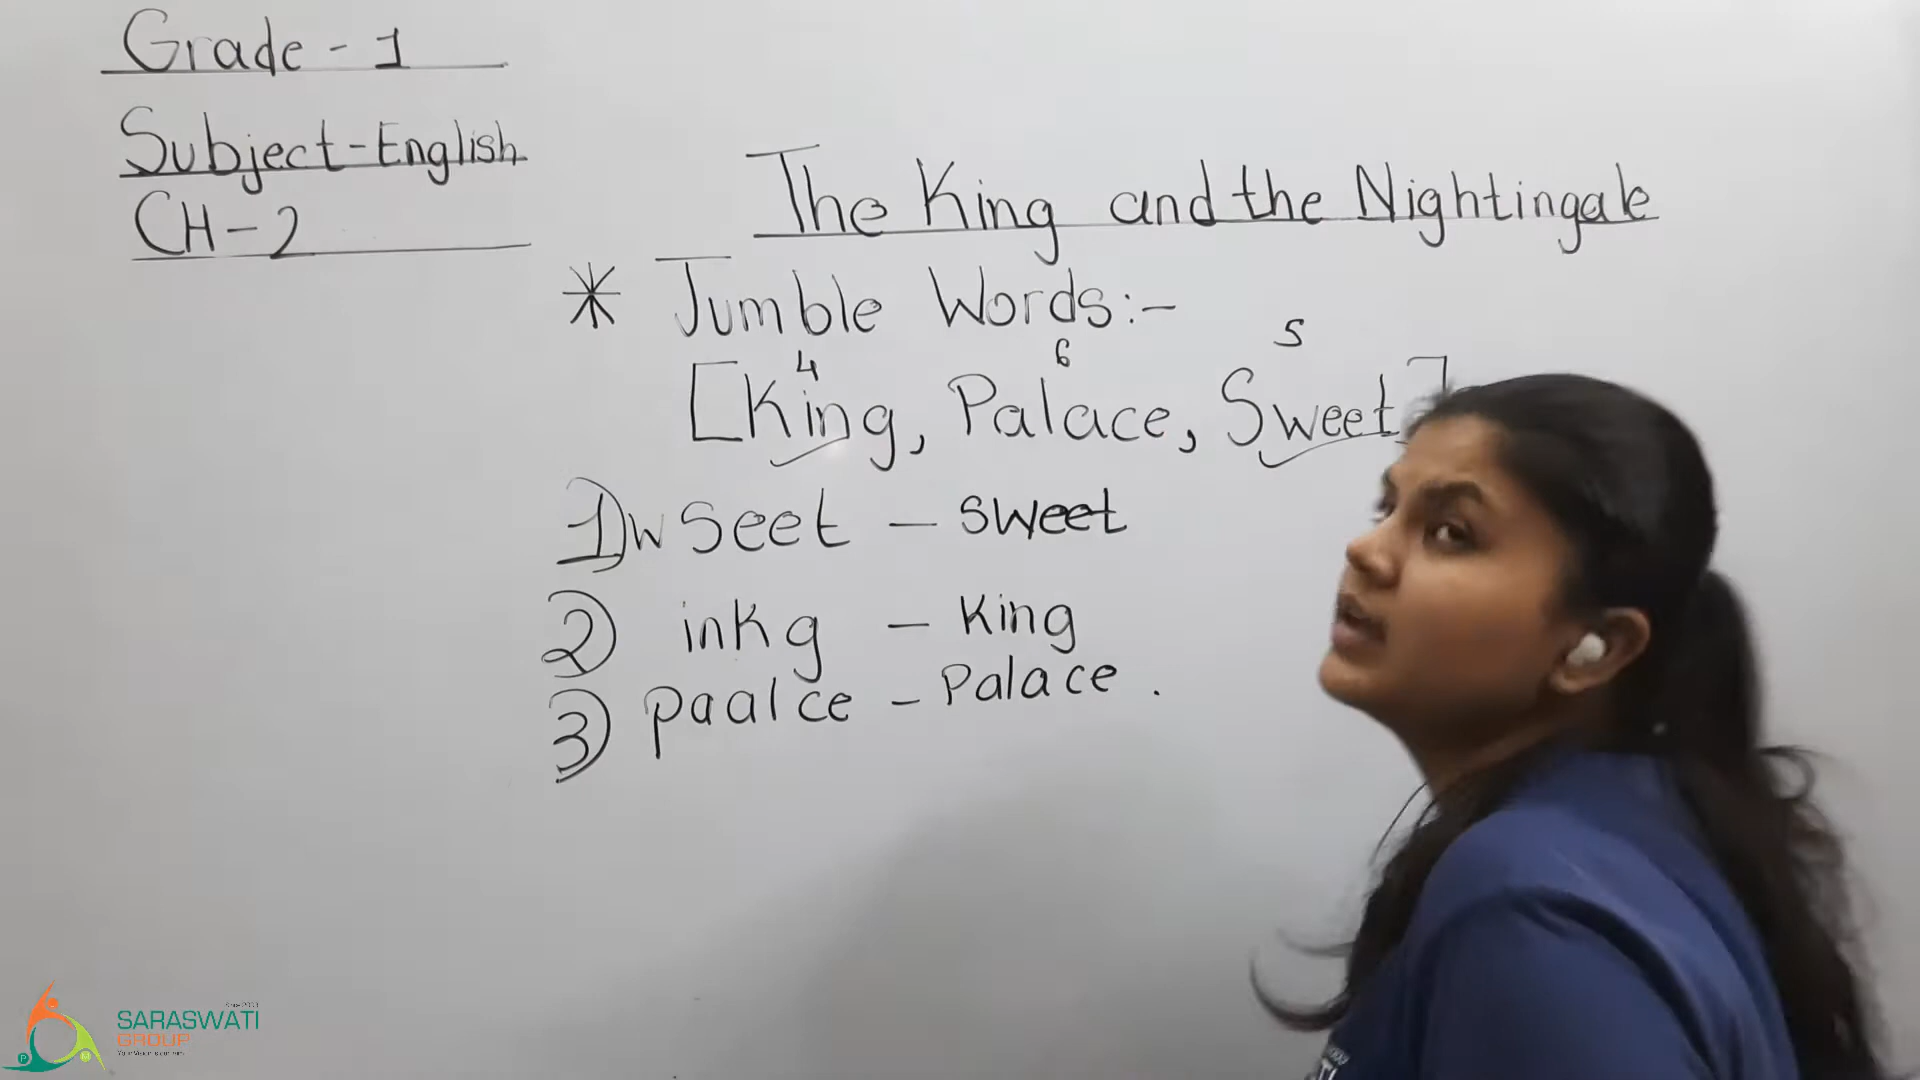 Grade - 1
Subject-English
CH-2
The King and the Nightingale
* Jumble Words:-
4 6 5
[King, Palace, Sweet]
1) wseet - sweet
2) inKg - King
3) paalce - Palace .
SARASWATI
GROUP